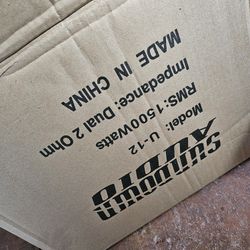 SUNDOWN
AUDIO
Model: U-12
RMS:1500Watts
Impedance: Dual 2 Ohm
MADE IN CHINA